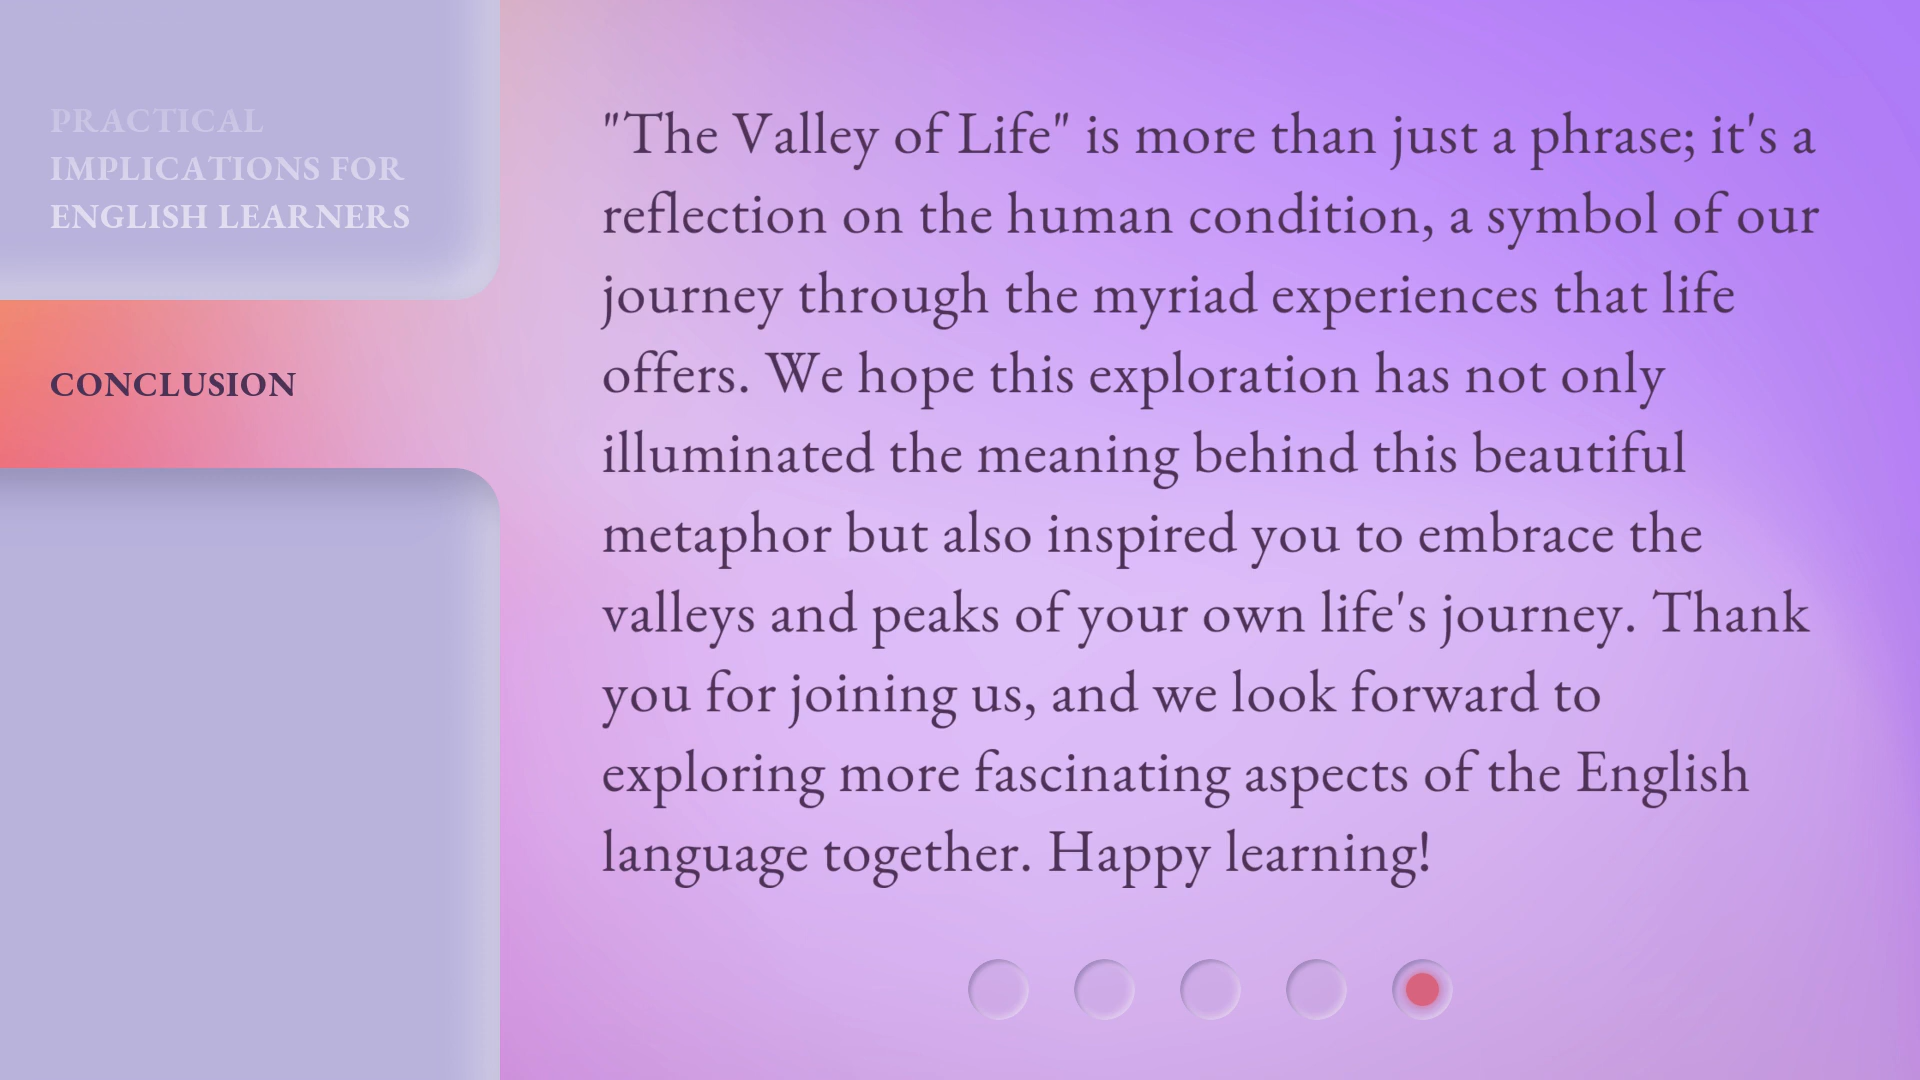 PRACTICAL
IMPLICATIONS FOR
ENGLISH LEARNERS
CONCLUSION
"The Valley of Life" is more than just a phrase; it's a
reflection on the human condition, a symbol of our
journey through the myriad experiences that life
offers. We hope this exploration has not only
illuminated the meaning behind this beautiful
metaphor but also inspired you to embrace the
valleys and peaks of your own life's journey. Thank
you for joining us, and we look forward to
exploring more fascinating aspects of the English
language together. Happy learning!